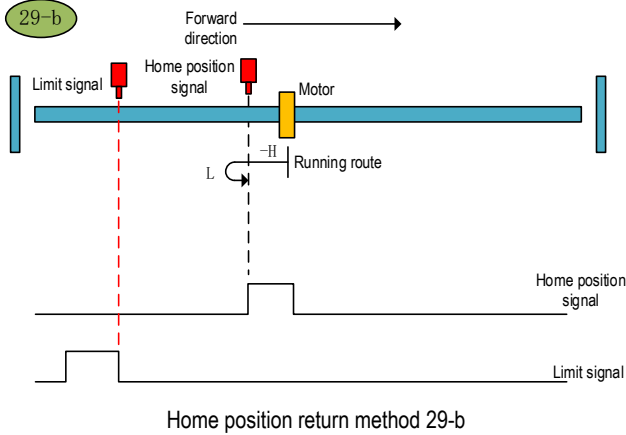 29-b
Forward
direction
Limit signal
Home position
signal
Motor
-H
L
Running route
Home position
signal
Limit signal
Home position return method 29-b